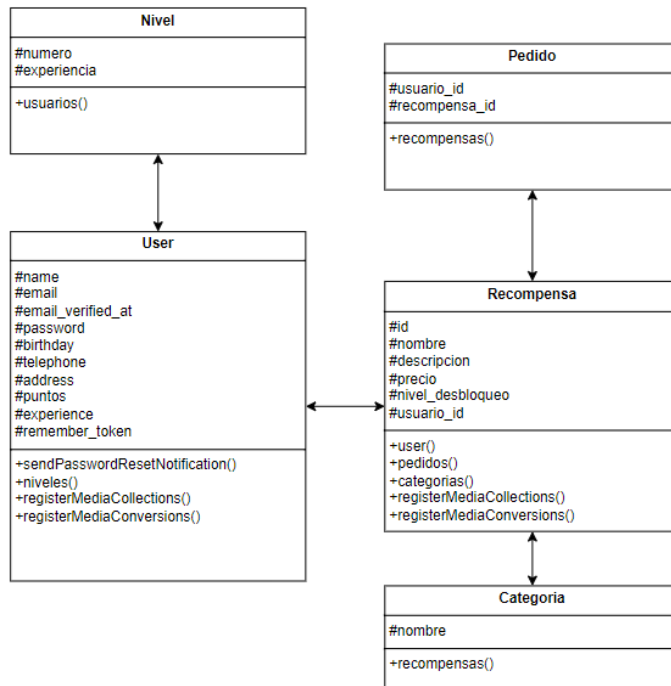 Nivel
#numero
#experiencia
+usuarios()
Pedido
#usuario_id
#recompensa_id
+recompensas()
User
#name
#email
#email_verified_at
#password
#birthday
#telephone
#address
#puntos
#experience
#remember_token
+sendPasswordResetNotification()
+niveles()
+registerMediaCollections()
+registerMediaConversions()
Recompensa
#id
#nombre
#descripcion
#precio
#nivel_desbloqueo
#usuario_id
+user()
+pedidos()
+categorias()
+registerMediaCollections()
+registerMediaConversions()
Categoria
#nombre
+recompensas()